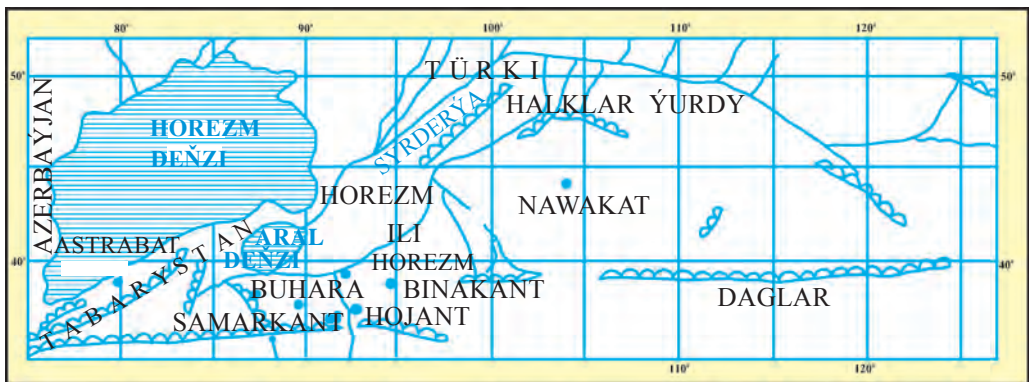 80° 90° 100° 110° 120°
50° 50°
TÜRKI
HALKLAR ÝURDY
AZERBAÝJAN
HOREZM
DEŇZI
SYRDERÝA
HOREZM
NAWAKAT
ASTRABAT
TABARYSTAN
ARAL
DEŇZI
ILI
HOREZM
40° 40°
BUHARA
BINAKANT
DAGLAR
SAMARKANT
HOJANT
110° 120°